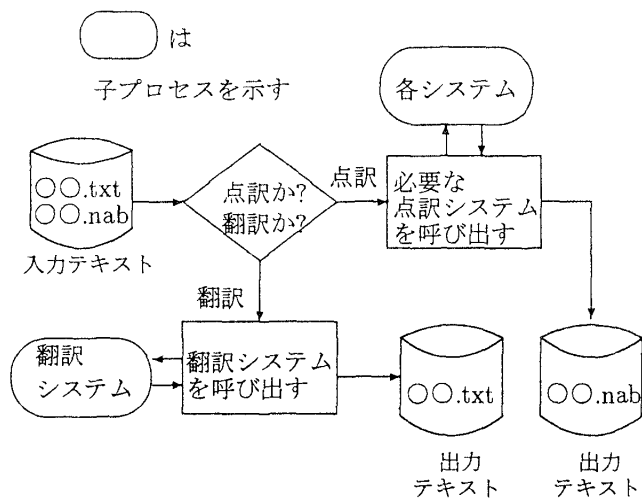 は
子プロセスを示す
各システム
○○.txt
○○.nab
入力テキスト
点訳か?
翻訳か?
点訳
必要な
点訳システム
を呼び出す
翻訳
翻訳
システム
翻訳システム
を呼び出す
○○.txt
○○.nab
出力
テキスト
出力
テキスト